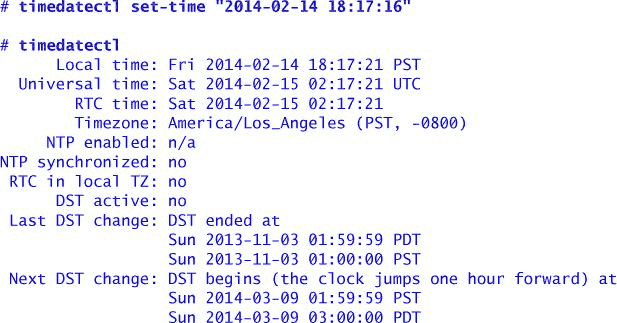 # timedatectl set-time "2014-02-14 18:17:16"
# timedatectl
Local time: Fri 2014-02-14 18:17:21 PST
Universal time: Sat 2014-02-15 02:17:21 UTC
RTC time: Sat 2014-02-15 02:17:21
Timezone: America/Los_Angeles (PST, -0800)
NTP enabled: n/a
NTP synchronized: no
RTC in local TZ: no
DST active: no
Last DST change: DST ended at
Sun 2013-11-03 01:59:59 PDT
Sun 2013-11-03 01:00:00 PST
Next DST change: DST begins (the clock jumps one hour forward) at
Sun 2014-03-09 01:59:59 PST
Sun 2014-03-09 03:00:00 PDT